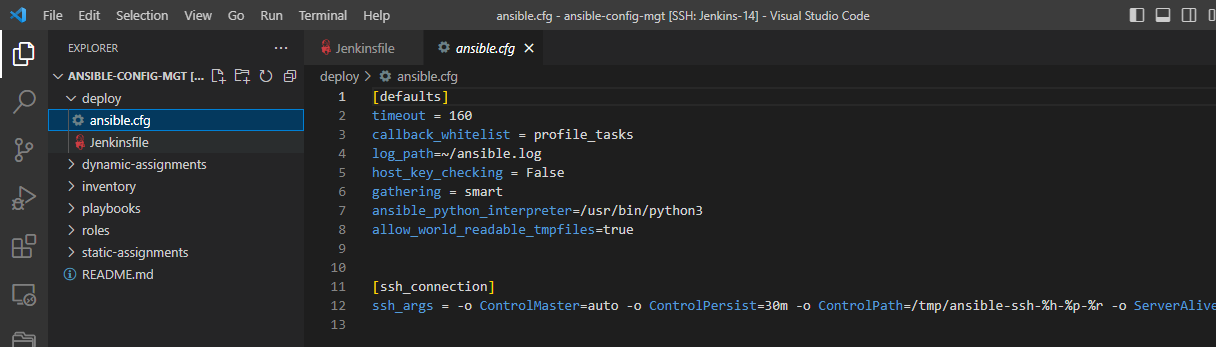 File Edit Selection View Go Run Terminal Help ansible.cfg - ansible-config-mgt [SSH: Jenkins-14] - Visual Studio Code
EXPLORER ...
ANSIBLE-CONFIG-MGT [...
deploy
ansible.cfg
Jenkinsfile
dynamic-assignments
inventory
playbooks
roles
static-assignments
README.md
Jenkinsfile ansible.cfg
deploy > ansible.cfg
1 [defaults]
2 timeout = 160
3 callback_whitelist = profile_tasks
4 log_path=~/ansible.log
5 host_key_checking = False
6 gathering = smart
7 ansible_python_interpreter=/usr/bin/python3
8 allow_world_readable_tmpfiles=true
9
10
11 [ssh_connection]
12 ssh_args = -o ControlMaster=auto -o ControlPersist=30m -o ControlPath=/tmp/ansible-ssh-%h-%p-%r -o ServerAlive
13